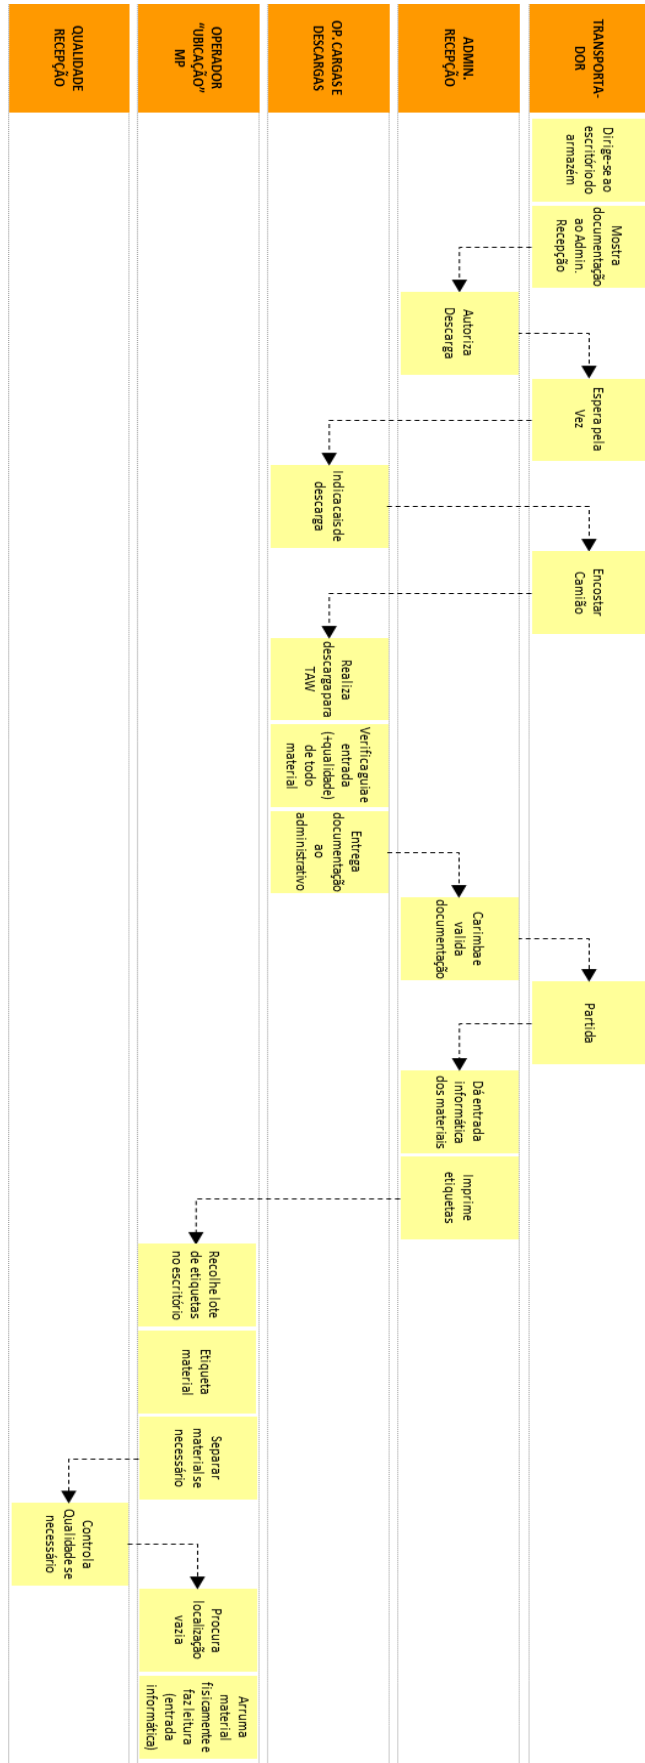 TRANSPORTA-
DOR
ADMIN.
RECEPÇÃO
OP. CARGAS E
DESCARGAS
OPERADOR
"UBICAÇÃO"
MP
QUALIDADE
RECEPÇÃO
Dirige-se ao
escritório do
armazém
Mostra
documentação
ao Admin.
Recepção
Autoriza
Descarga
Espera pela
Vez
Indica cais de
descarga
Encostar
Camião
Realiza
descarga para
TAW
Verifica guia e
entrada
(+qualidade)
de todo
material
Entrega
documentação
ao
administrativo
Carimba e
valida
documentação
Partida
Dá entrada
informática
dos materiais
Imprime
etiquetas
Recolhe lote
de etiquetas
no escritório
Etiqueta
material
Separar
material se
necessário
Controla
Qualidade se
necessário
Procura
localização
vazia
Arruma
material
fisicamente e
faz leitura
(entrada
informática)